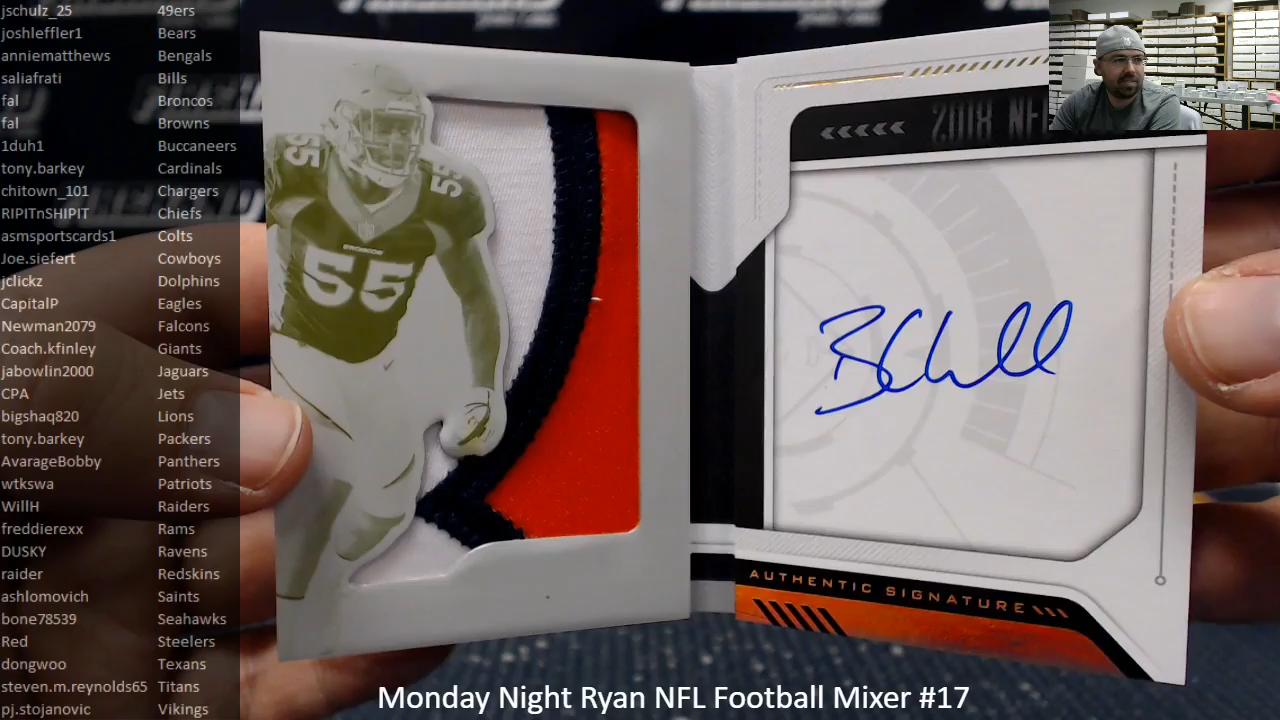 jschulz_25 49ers
joshleffler1 Bears
anniematthews Bengals
saliafrati Bills
fal Broncos
fal Browns
1duh1 Buccaneers
tony.barkey Cardinals
chitown_101 Chargers
RIPITnSHIPIT Chiefs
asmsportscards1 Colts
Joe.siefert Cowboys
jclickz Dolphins
CapitalP Eagles
Newman2079 Falcons
Coach.kfinley Giants
jabowlin2000 Jaguars
CPA Jets
bigshaq820 Lions
tony.barkey Packers
AvarageBobby Panthers
wtkswa Patriots
WillH Raiders
freddierexx Rams
DUSKY Ravens
raider Redskins
ashlomovich Saints
bone78539 Seahawks
Red Steelers
dongwoo Texans
steven.m.reynolds65 Titans
pj.stojanovic Vikings
55 55
BRONCOS
55
2018 NF
AUTHENTIC SIGNATURE
Monday Night Ryan NFL Football Mixer #17